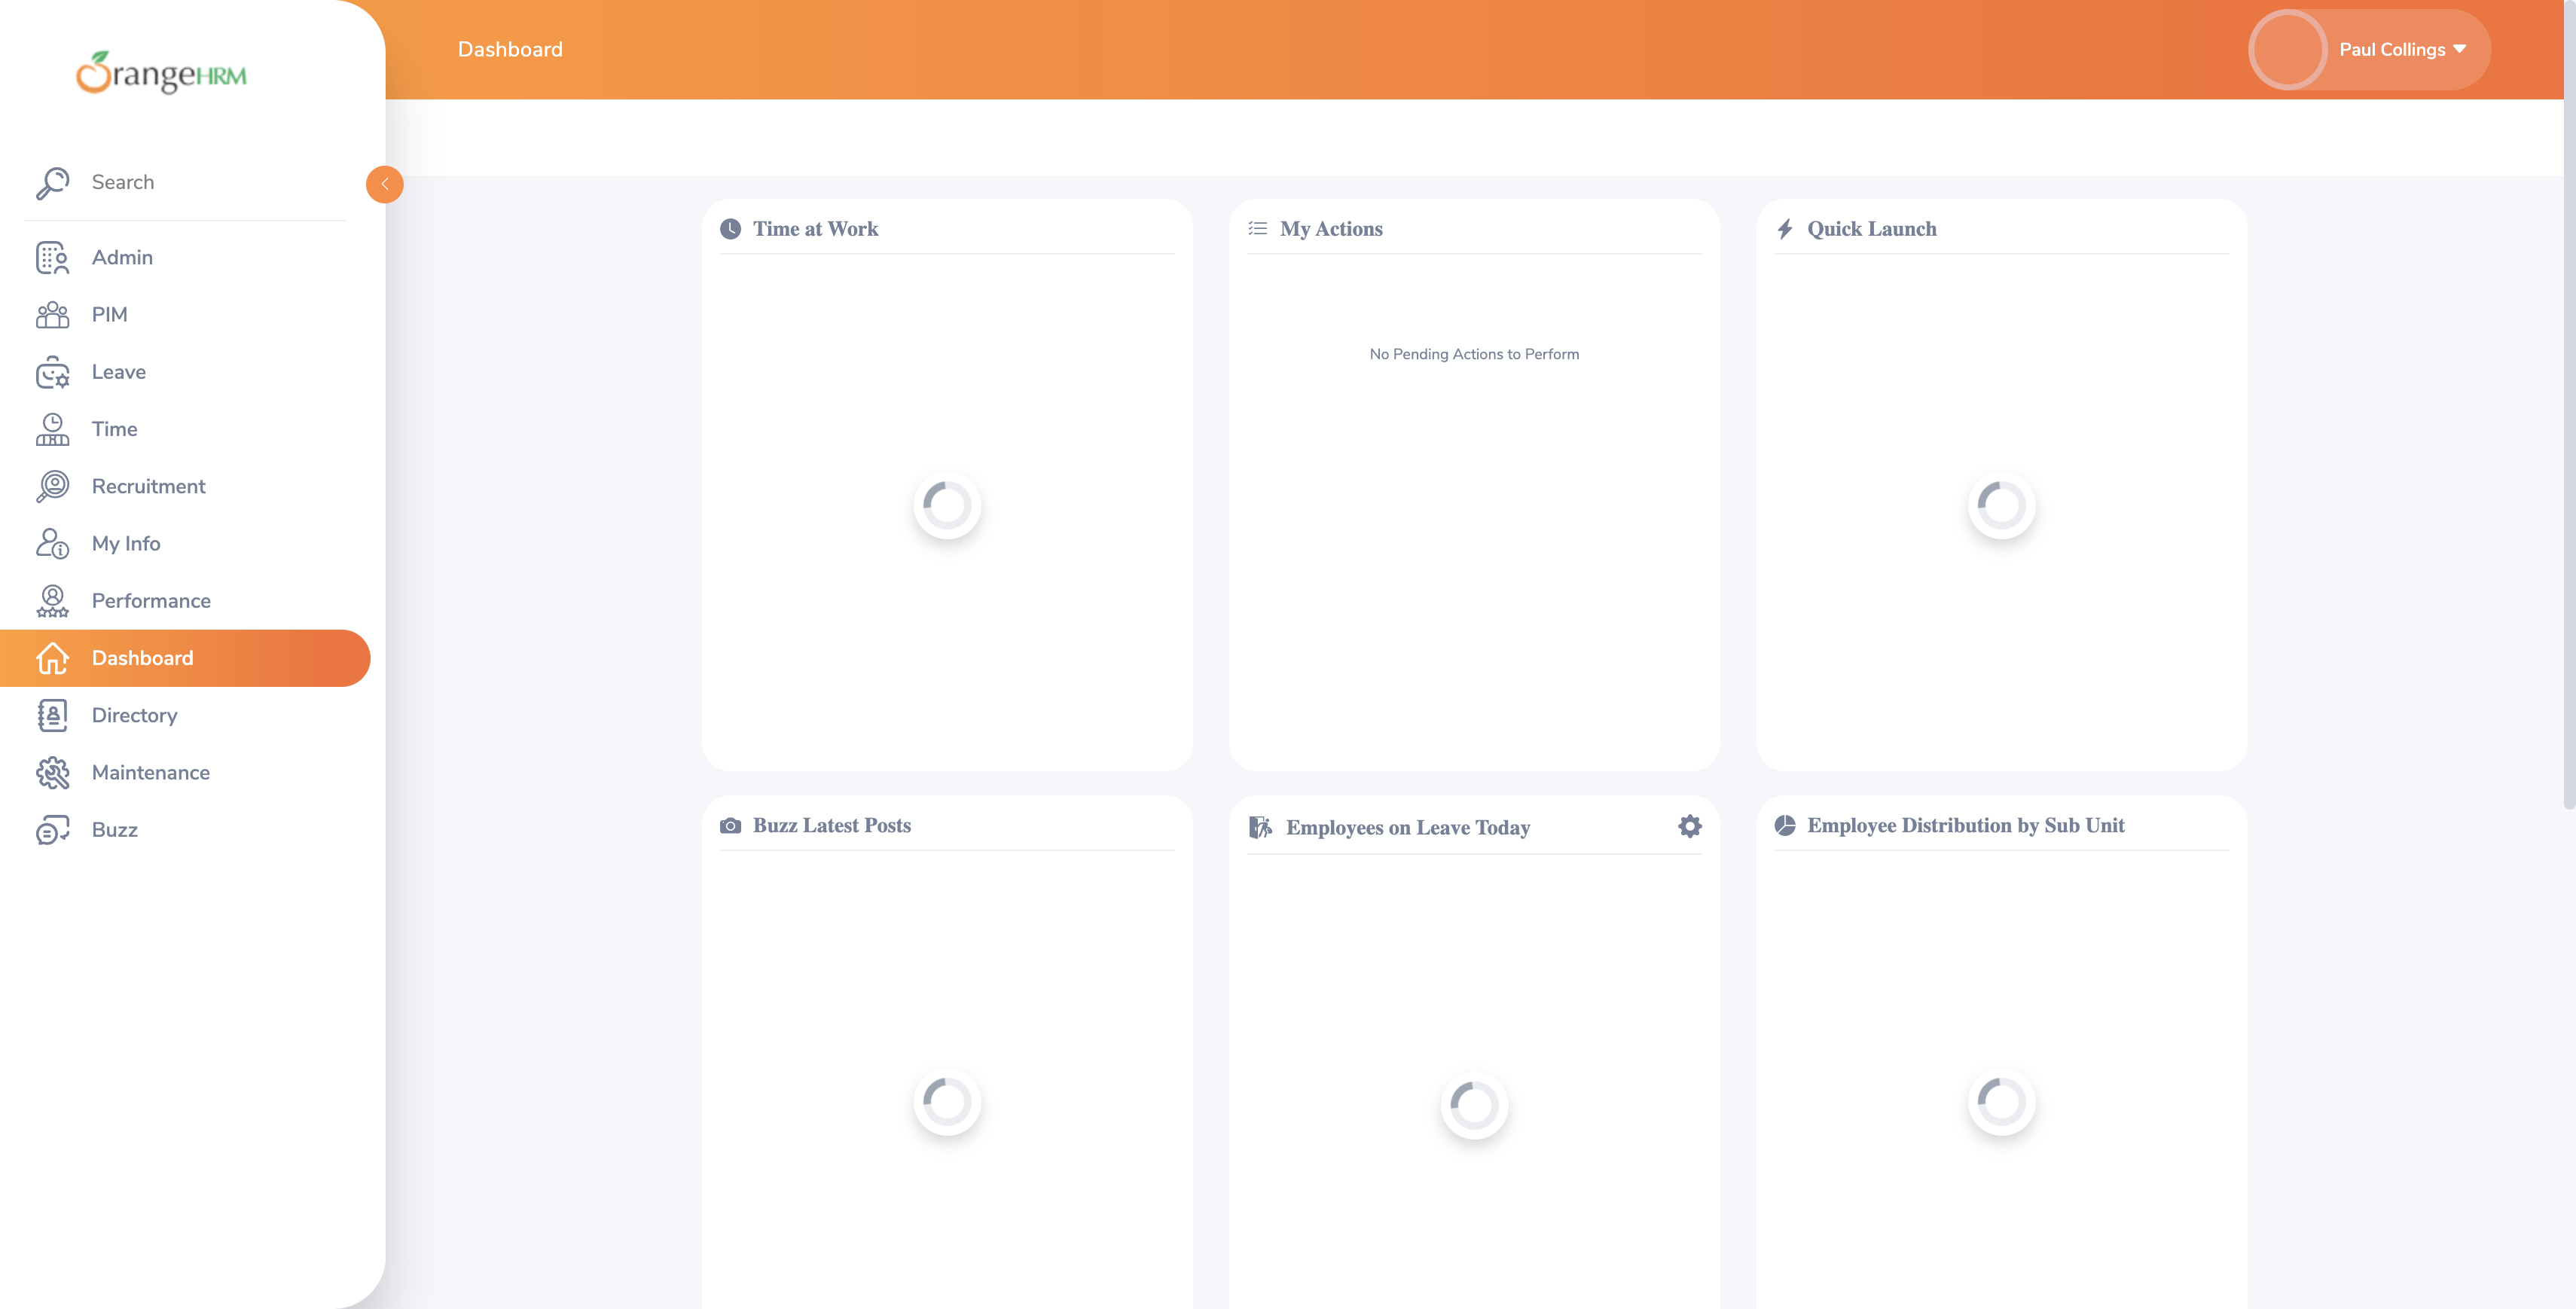 OrangeHRM
Dashboard
Paul Collings
Search
Admin
PIM
Leave
Time
Recruitment
My Info
Performance
Dashboard
Directory
Maintenance
Buzz
Time at Work
My Actions
No Pending Actions to Perform
Quick Launch
Buzz Latest Posts
Employees on Leave Today
Employee Distribution by Sub Unit